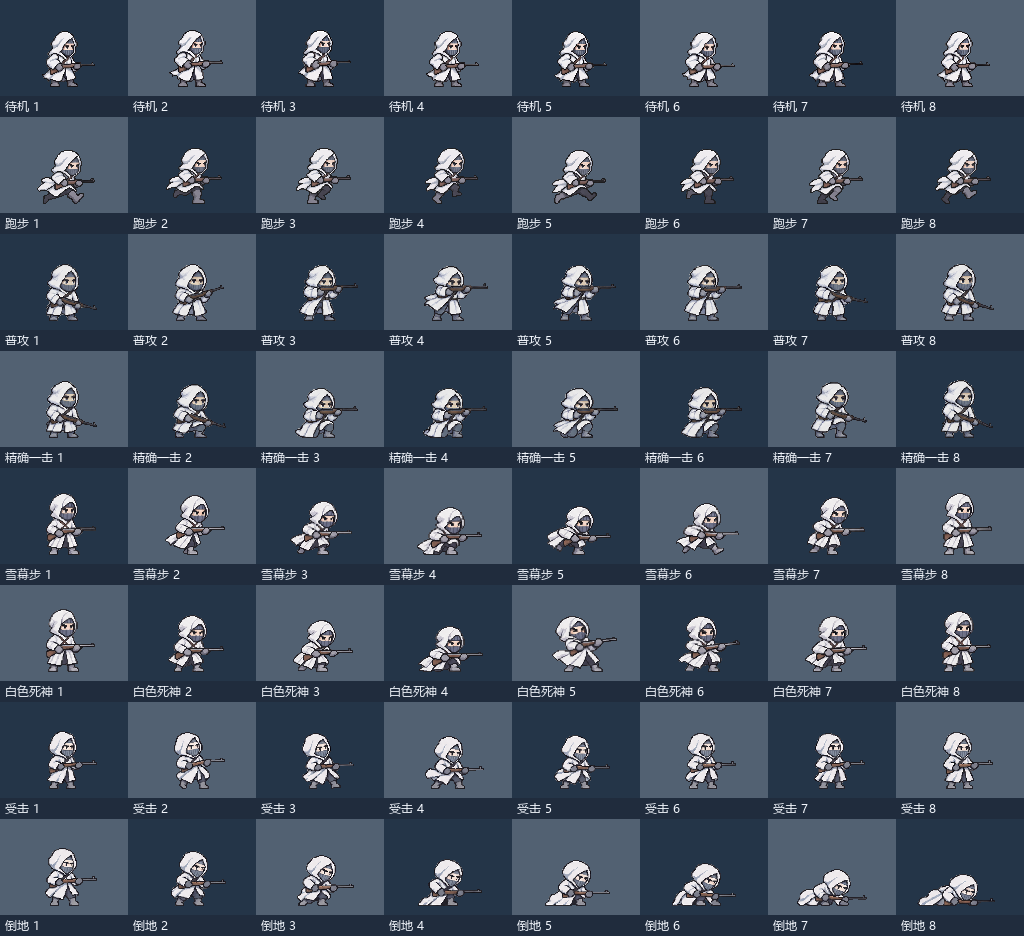 待机 1 待机 2 待机 3 待机 4 待机 5 待机 6 待机 7 待机 8
跑步 1 跑步 2 跑步 3 跑步 4 跑步 5 跑步 6 跑步 7 跑步 8
普攻 1 普攻 2 普攻 3 普攻 4 普攻 5 普攻 6 普攻 7 普攻 8
精确一击 1 精确一击 2 精确一击 3 精确一击 4 精确一击 5 精确一击 6 精确一击 7 精确一击 8
雪幕步 1 雪幕步 2 雪幕步 3 雪幕步 4 雪幕步 5 雪幕步 6 雪幕步 7 雪幕步 8
白色死神 1 白色死神 2 白色死神 3 白色死神 4 白色死神 5 白色死神 6 白色死神 7 白色死神 8
受击 1 受击 2 受击 3 受击 4 受击 5 受击 6 受击 7 受击 8
倒地 1 倒地 2 倒地 3 倒地 4 倒地 5 倒地 6 倒地 7 倒地 8